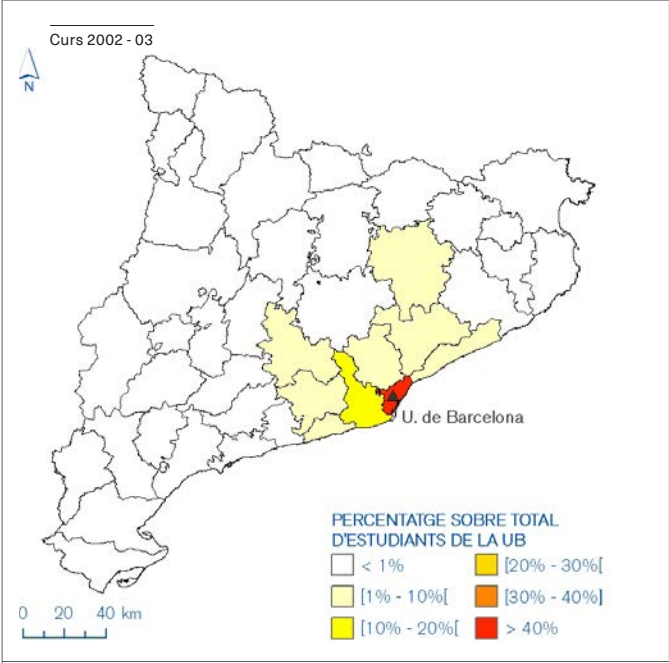 Curs 2002 - 03
N
U. de Barcelona
PERCENTATGE SOBRE TOTAL
D'ESTUDIANTS DE LA UB
< 1%
[1% - 10%[
[10% - 20%[
[20% - 30%[
[30% - 40%]
> 40%
0 20 40 km